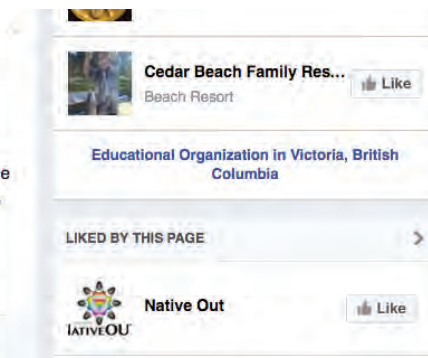 Cedar Beach Family Res...
Like
Beach Resort
Educational Organization in Victoria, British
Columbia
e
LIKED BY THIS PAGE
Native Out
Like
NATIVEOUT